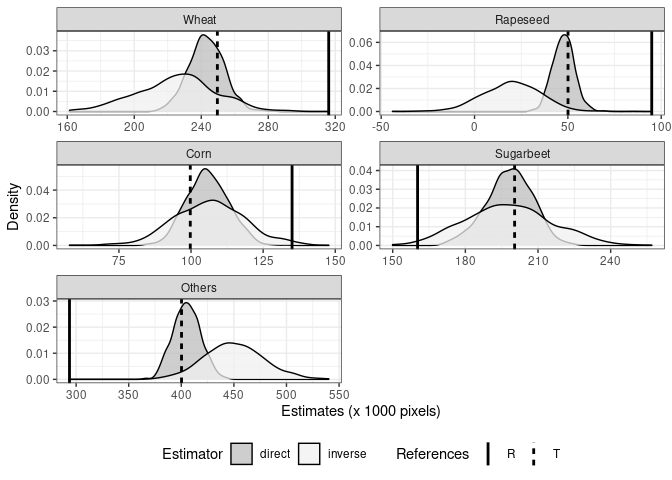 Wheat
0.03
0.02
0.01
0.00
160 200 240 280 320
Rapeseed
0.06
0.04
0.02
0.00
-50 0 50 100
Corn
0.04
0.02
0.00
75 100 125 150
Sugarbeet
0.04
0.03
0.02
0.01
0.00
150 180 210 240
Others
0.03
0.02
0.01
0.00
300 350 400 450 500 550
Density
Estimates (x 1000 pixels)
Estimator direct inverse References R T